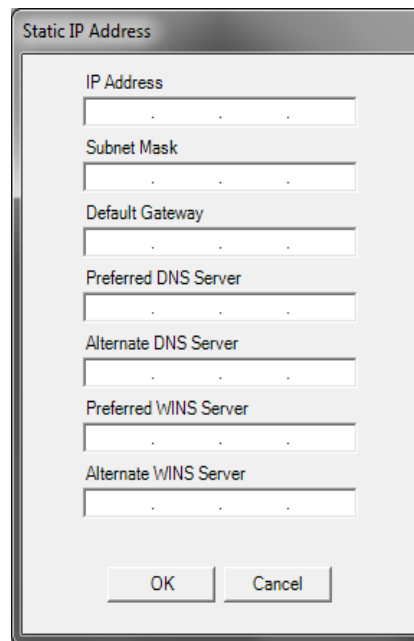 Static IP Address
IP Address
. . .
Subnet Mask
. . .
Default Gateway
. . .
Preferred DNS Server
. . .
Alternate DNS Server
. . .
Preferred WINS Server
. . .
Alternate WINS Server
. . .
OK Cancel